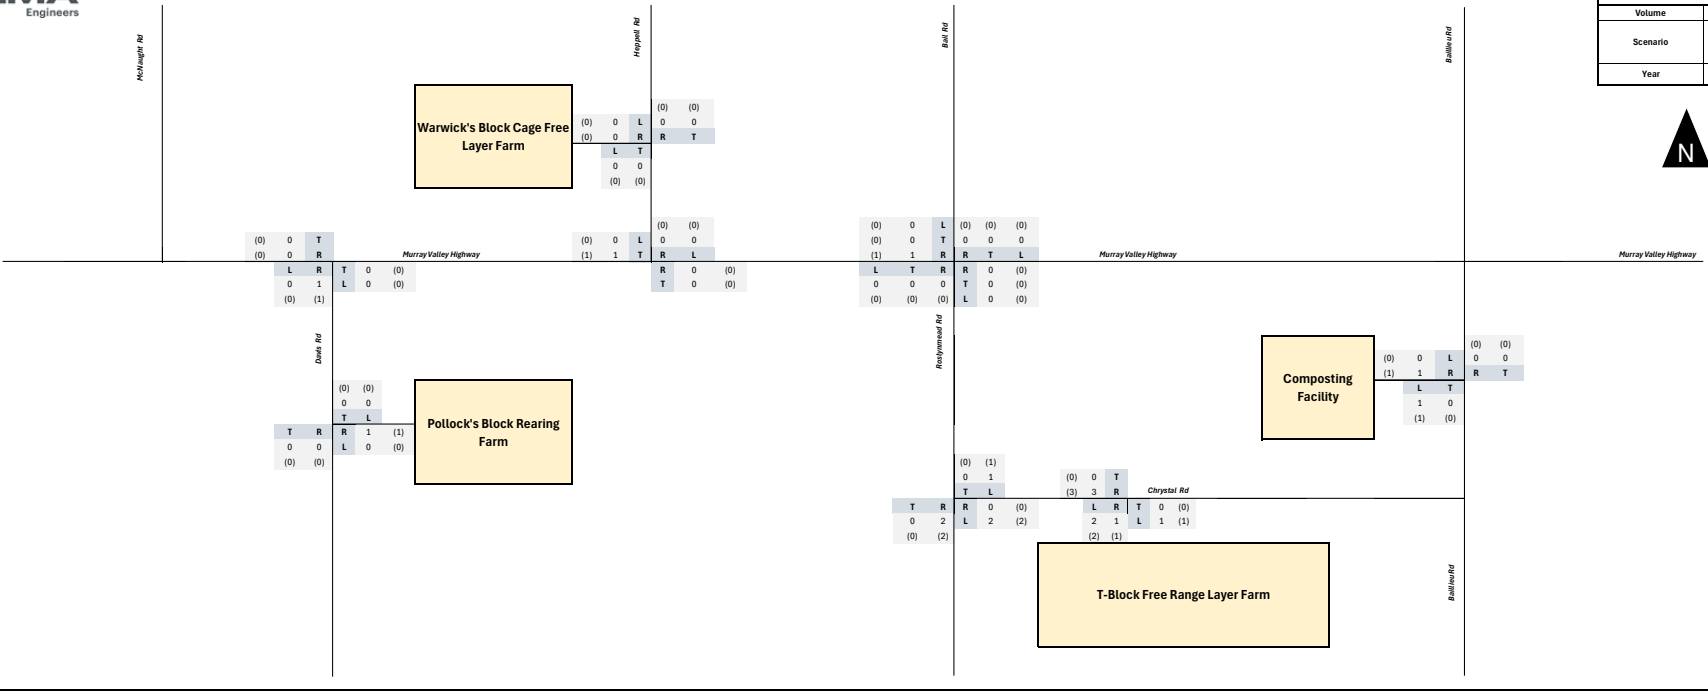 Engineers
Volume
Scenario
Year
McNaught Rd
Heppell Rd
Ball Rd
Baillieu Rd
N
Warwick's Block Cage Free
Layer Farm
(0) (0)
(0) 0 L 0 0
(0) 0 R R T
L T
0 0
(0) (0)
(0) 0 T
(0) 0 R
Murray Valley Highway
L R T 0 (0)
0 1 L 0 (0)
(0) (1)
(0) (0)
(0) 0 L 0 0
(1) 1 T R L
R 0 (0)
T 0 (0)
(0) 0 L (0) (0) (0)
(0) 0 T 0 0 0
(1) 1 R R T L
L T R R 0 (0)
0 0 0 T 0 (0)
(0) (0) (0) L 0 (0)
Murray Valley Highway
Murray Valley Highway
Davis Rd
Roslynmead Rd
(0) (0)
0 0
T L
T R R 1 (1)
0 0 L 0 (0)
(0) (0)
Pollock's Block Rearing
Farm
Composting
Facility
(0) (0)
(0) 0 L 0 0
(1) 1 R R T
L T
1 0
(1) (0)
(0) (1)
0 1
T L
T R R 0 (0)
0 2 L 2 (2)
(0) (2)
(0) 0 T
(3) 3 R
Chrystal Rd
L R T 0 (0)
2 1 L 1 (1)
(2) (1)
T-Block Free Range Layer Farm
Baillieu Rd